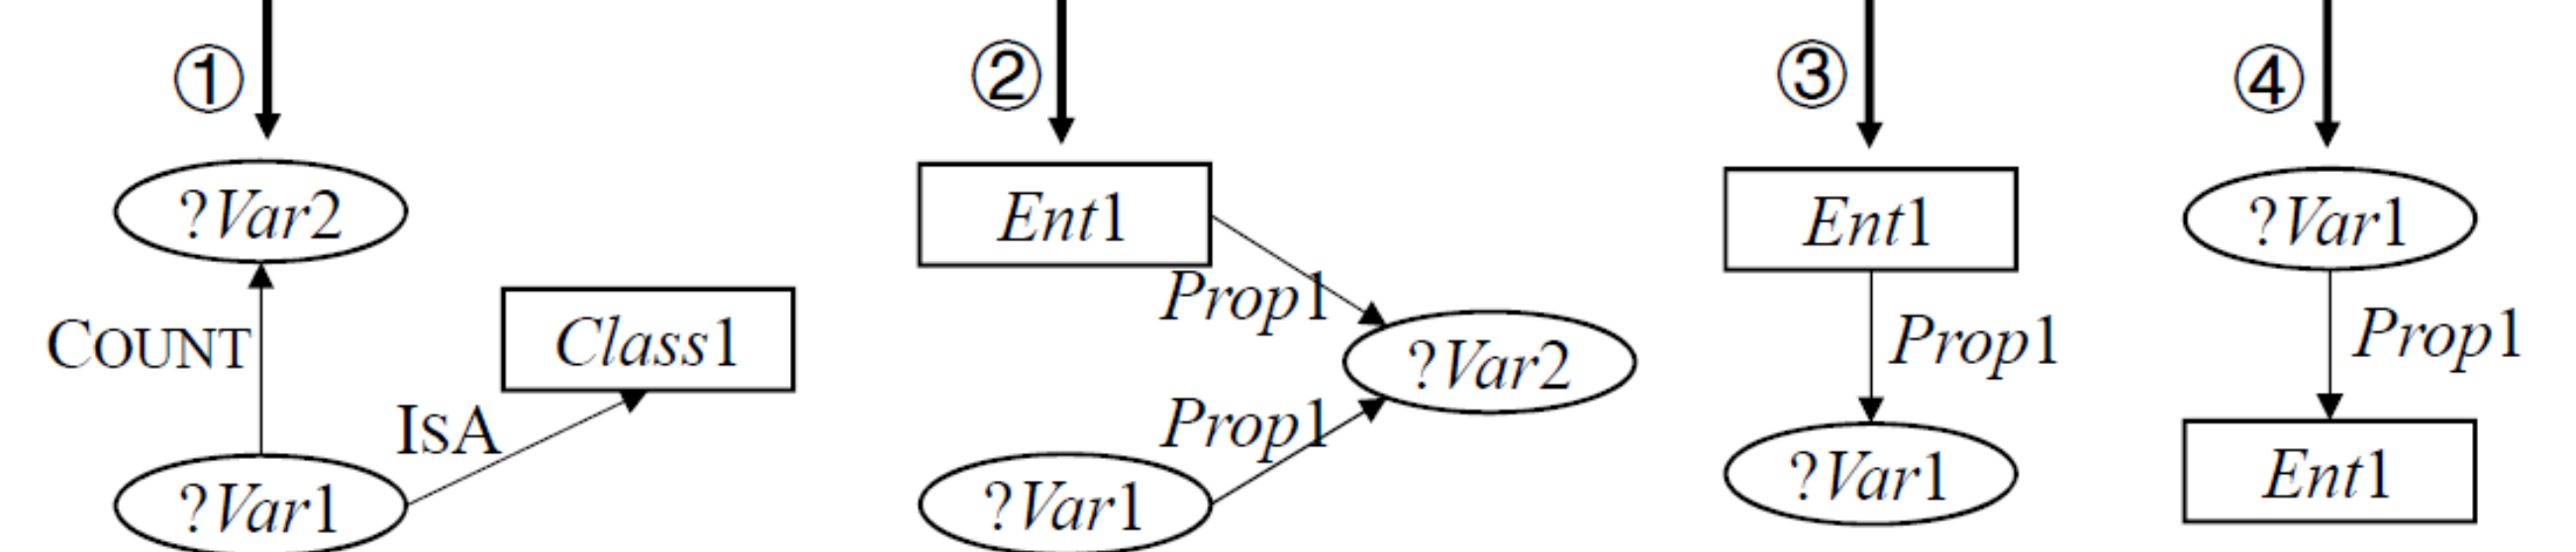 ①
?Var2
COUNT
Class1
ISA
?Var1
②
Ent1
Prop1
?Var2
Prop1
?Var1
③
Ent1
Prop1
?Var1
④
?Var1
Prop1
Ent1